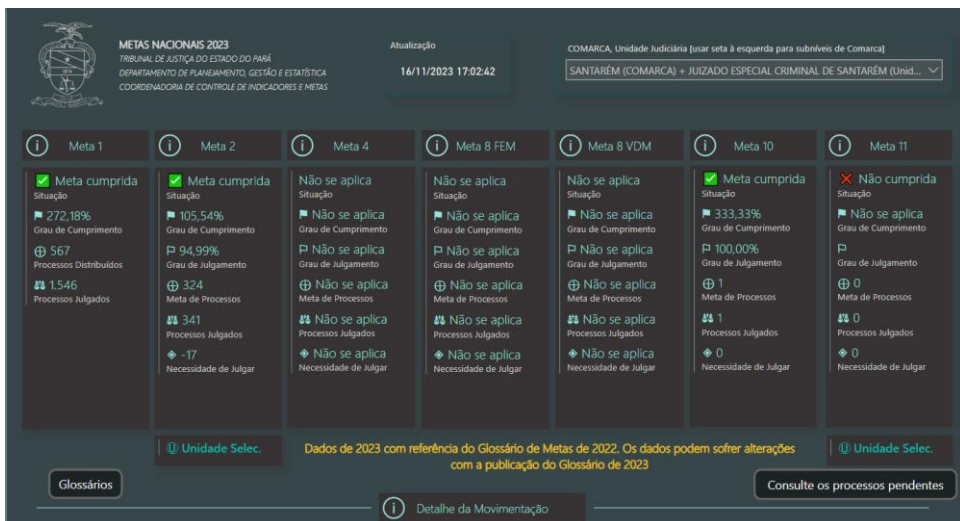 METAS NACIONAIS 2023
TRIBUNAL DE JUSTIÇA DO ESTADO DO PARÁ
DEPARTAMENTO DE PLANEJAMENTO, GESTÃO E ESTATÍSTICA
COORDENADORIA DE CONTROLE DE INDICADORES E METAS
Atualização
16/11/2023 17:02:42
COMARCA, Unidade Judiciária [usar seta à esquerda para subníveis de Comarca]
SANTARÉM (COMARCA) + JUIZADO ESPECIAL CRIMINAL DE SANTARÉM (Unid...
Meta 1
Meta cumprida
Situação
272,18%
Grau de Cumprimento
567
Processos Distribuídos
1.546
Processos Julgados
Meta 2
Meta cumprida
Situação
105,54%
Grau de Cumprimento
94,99%
Grau de Julgamento
324
Meta de Processos
341
Processos Julgados
-17
Necessidade de Julgar
Unidade Selec.
Meta 4
Não se aplica
Situação
Não se aplica
Grau de Cumprimento
Não se aplica
Grau de Julgamento
Não se aplica
Meta de Processos
Não se aplica
Processos Julgados
Não se aplica
Necessidade de Julgar
Meta 8 FEM
Não se aplica
Situação
Não se aplica
Grau de Cumprimento
Não se aplica
Grau de Julgamento
Não se aplica
Meta de Processos
Não se aplica
Processos Julgados
Não se aplica
Necessidade de Julgar
Meta 8 VDM
Não se aplica
Situação
Não se aplica
Grau de Cumprimento
Não se aplica
Grau de Julgamento
Não se aplica
Meta de Processos
Não se aplica
Processos Julgados
Não se aplica
Necessidade de Julgar
Meta 10
Meta cumprida
Situação
333,33%
Grau de Cumprimento
100,00%
Grau de Julgamento
1
Meta de Processos
1
Processos Julgados
0
Necessidade de Julgar
Meta 11
Não cumprida
Situação
Não se aplica
Grau de Cumprimento
Grau de Julgamento
0
Meta de Processos
0
Processos Julgados
0
Necessidade de Julgar
Unidade Selec.
Dados de 2023 com referência do Glossário de Metas de 2022. Os dados podem sofrer alterações
com a publicação do Glossário de 2023
Glossários
Consulte os processos pendentes
Detalhe da Movimentação